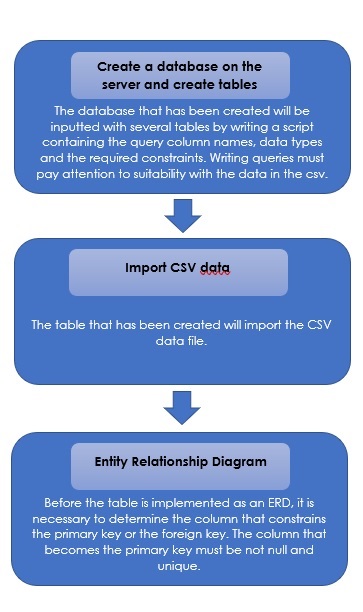 Create a database on the
server and create tables
The database that has been created will be
inputted with several tables by writing a script
containing the query column names, data types
and the required constraints. Writing queries must
pay attention to suitability with the data in the csv.
Import CSV data
The table that has been created will import the CSV
data file.
Entity Relationship Diagram
Before the table is implemented as an ERD, it is
necessary to determine the column that constrains
the primary key or the foreign key. The column that
becomes the primary key must be not null and
unique.